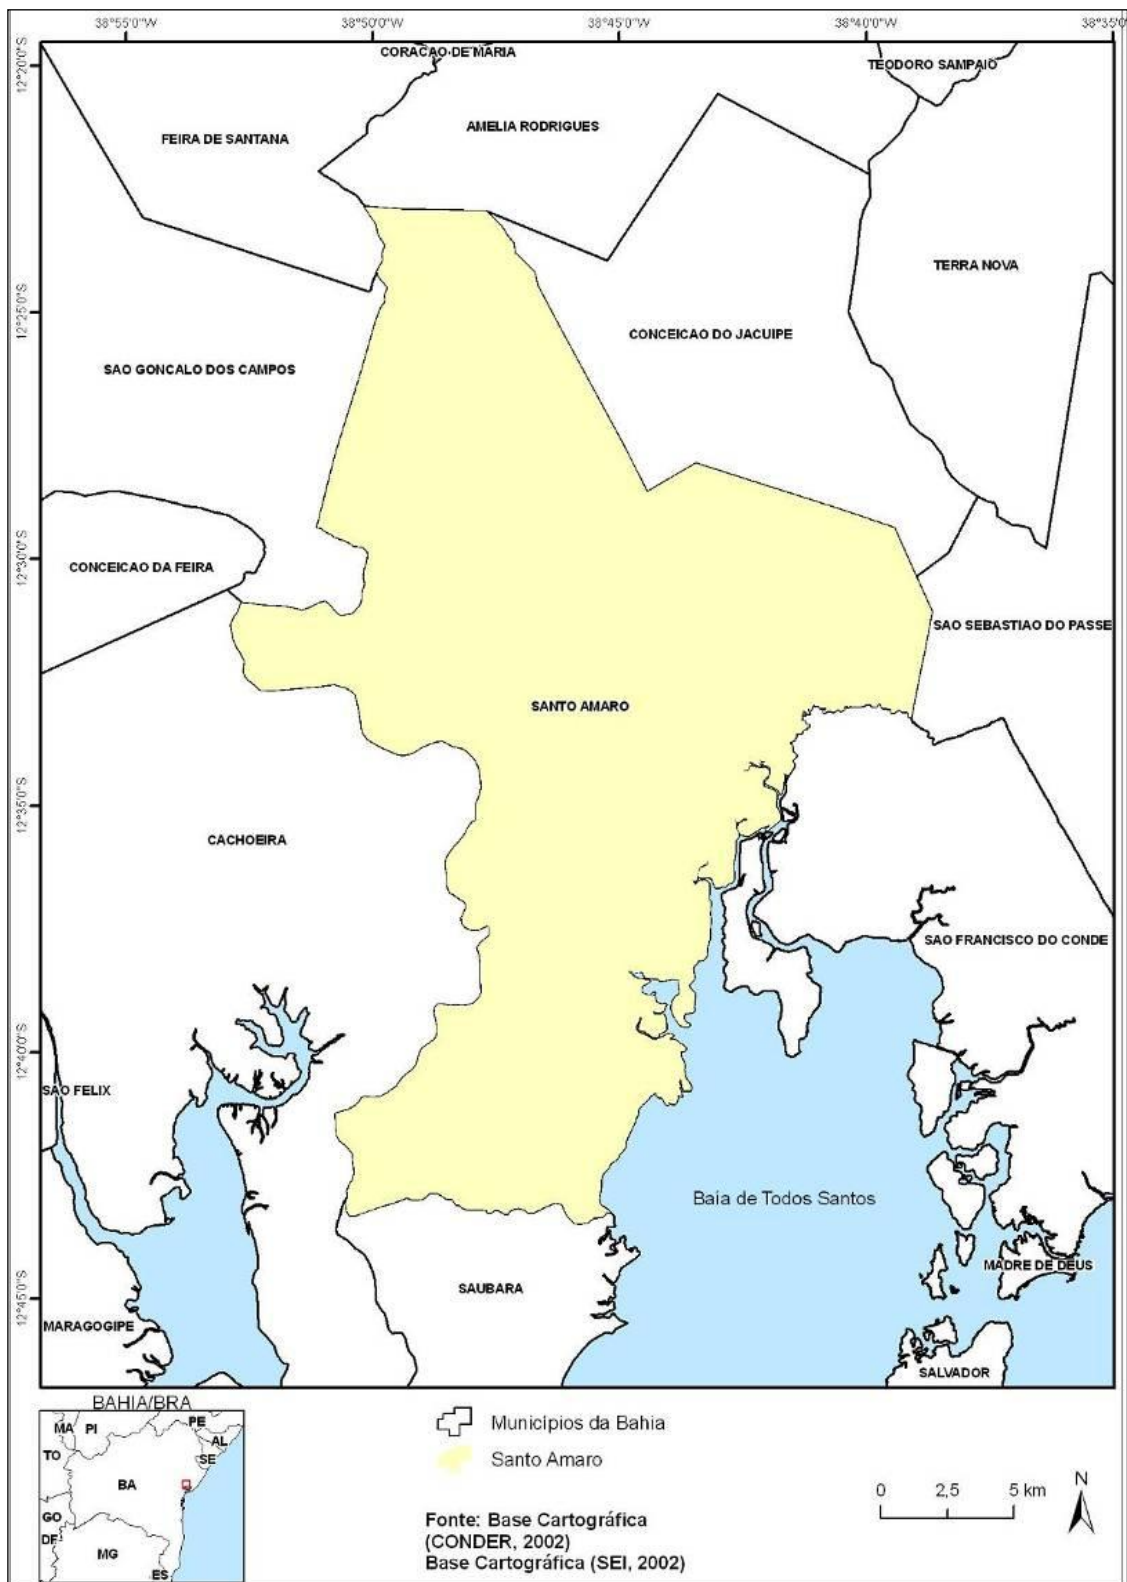 38°55'0"W 38°50'0"W 38°45'0"W 38°40'0"W 38°35'0"W
12°20'0"S
CORACAO DE MARIA
TEODORO SAMPAIO
FEIRA DE SANTANA
AMELIA RODRIGUES
TERRA NOVA
12°25'0"S
CONCEICAO DO JACUIPE
SAO GONCALO DOS CAMPOS
12°30'0"S
CONCEICAO DA FEIRA
SAO SEBASTIAO DO PASSE
SANTO AMARO
12°35'0"S
CACHOEIRA
SAO FRANCISCO DO CONDE
12°40'0"S
SAO FELIX
Baía de Todos Santos
MADRE DE DEUS
SAUBARA
12°45'0"S
MARAGOGIPE
SALVADOR
BAHIA/BRA
MA PI PE
AL
TO SE
BA
GO
DF
MG
ES
Municípios da Bahia
Santo Amaro
0 2,5 5 km
N
Fonte: Base Cartográfica
(CONDER, 2002)
Base Cartográfica (SEI, 2002)